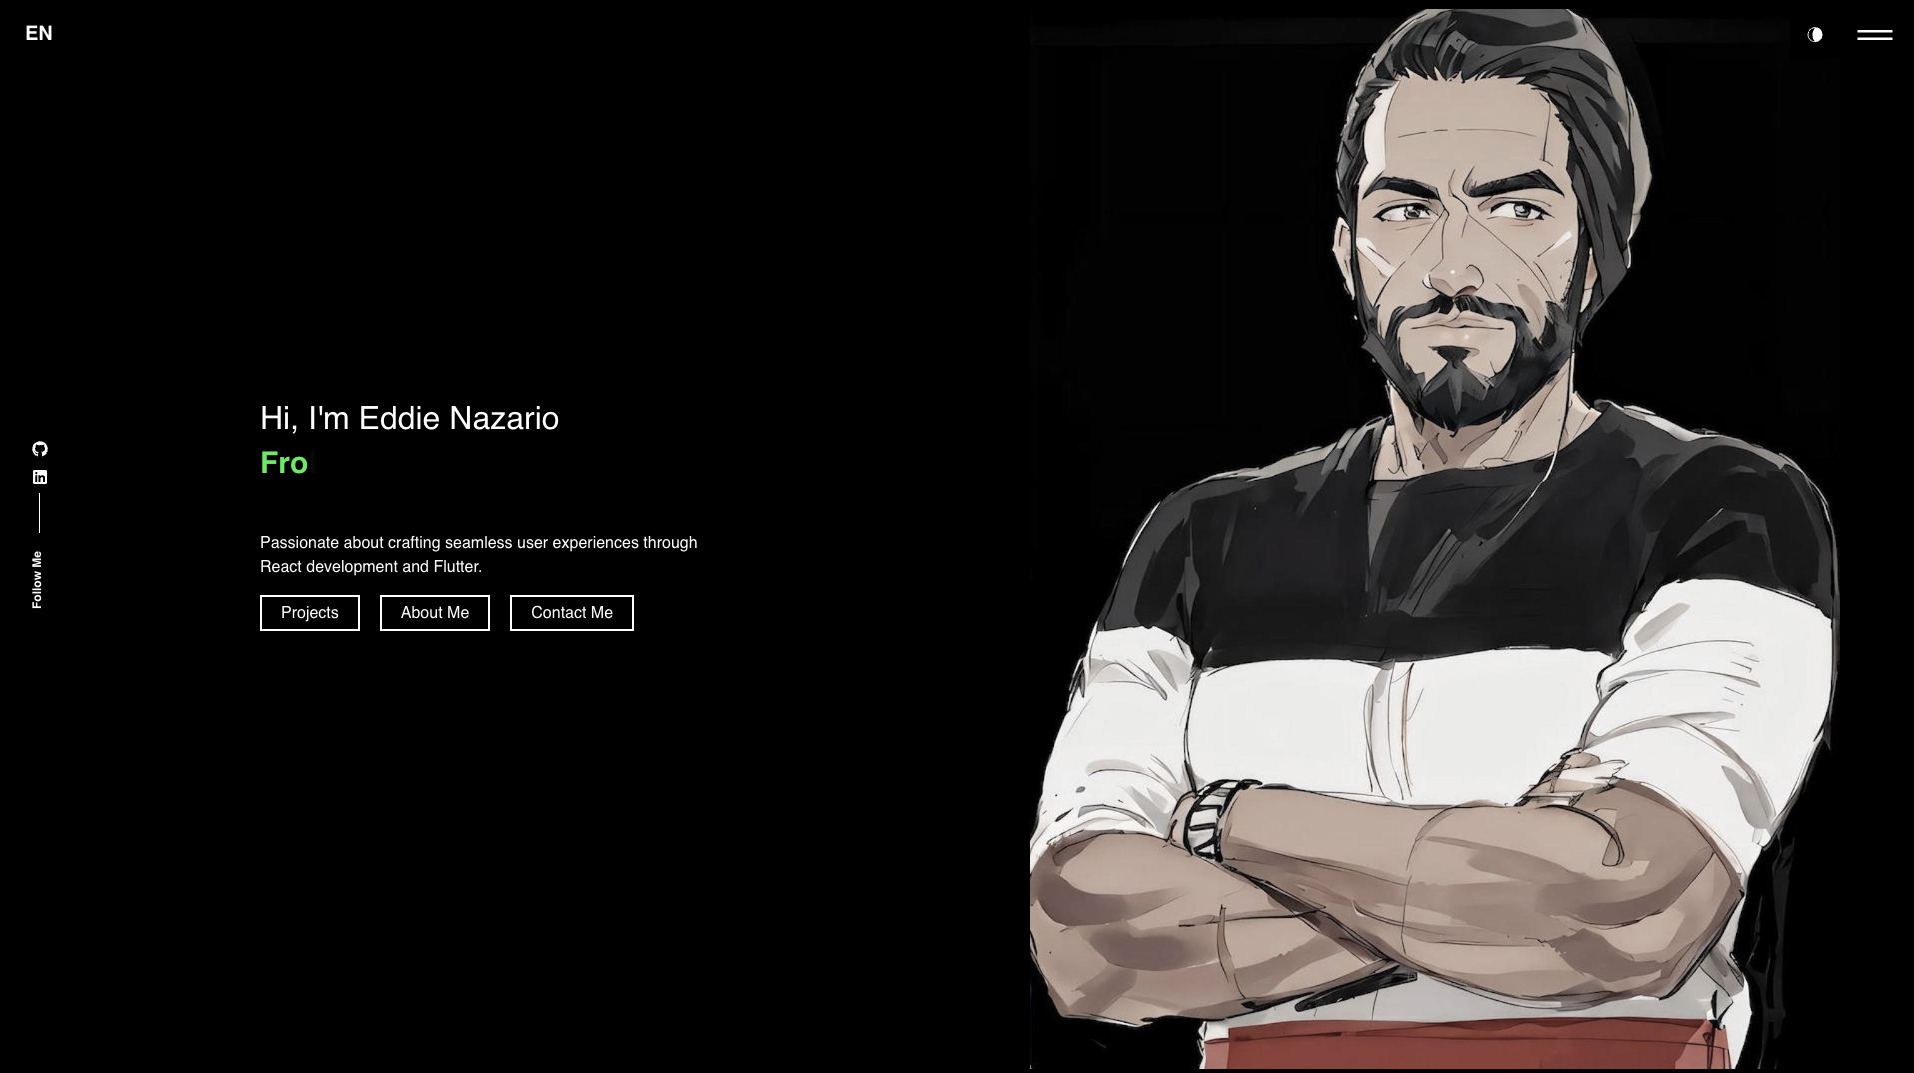 EN
Hi, I'm Eddie Nazario
Fro
Passionate about crafting seamless user experiences through
React development and Flutter.
Projects
About Me
Contact Me
Follow Me